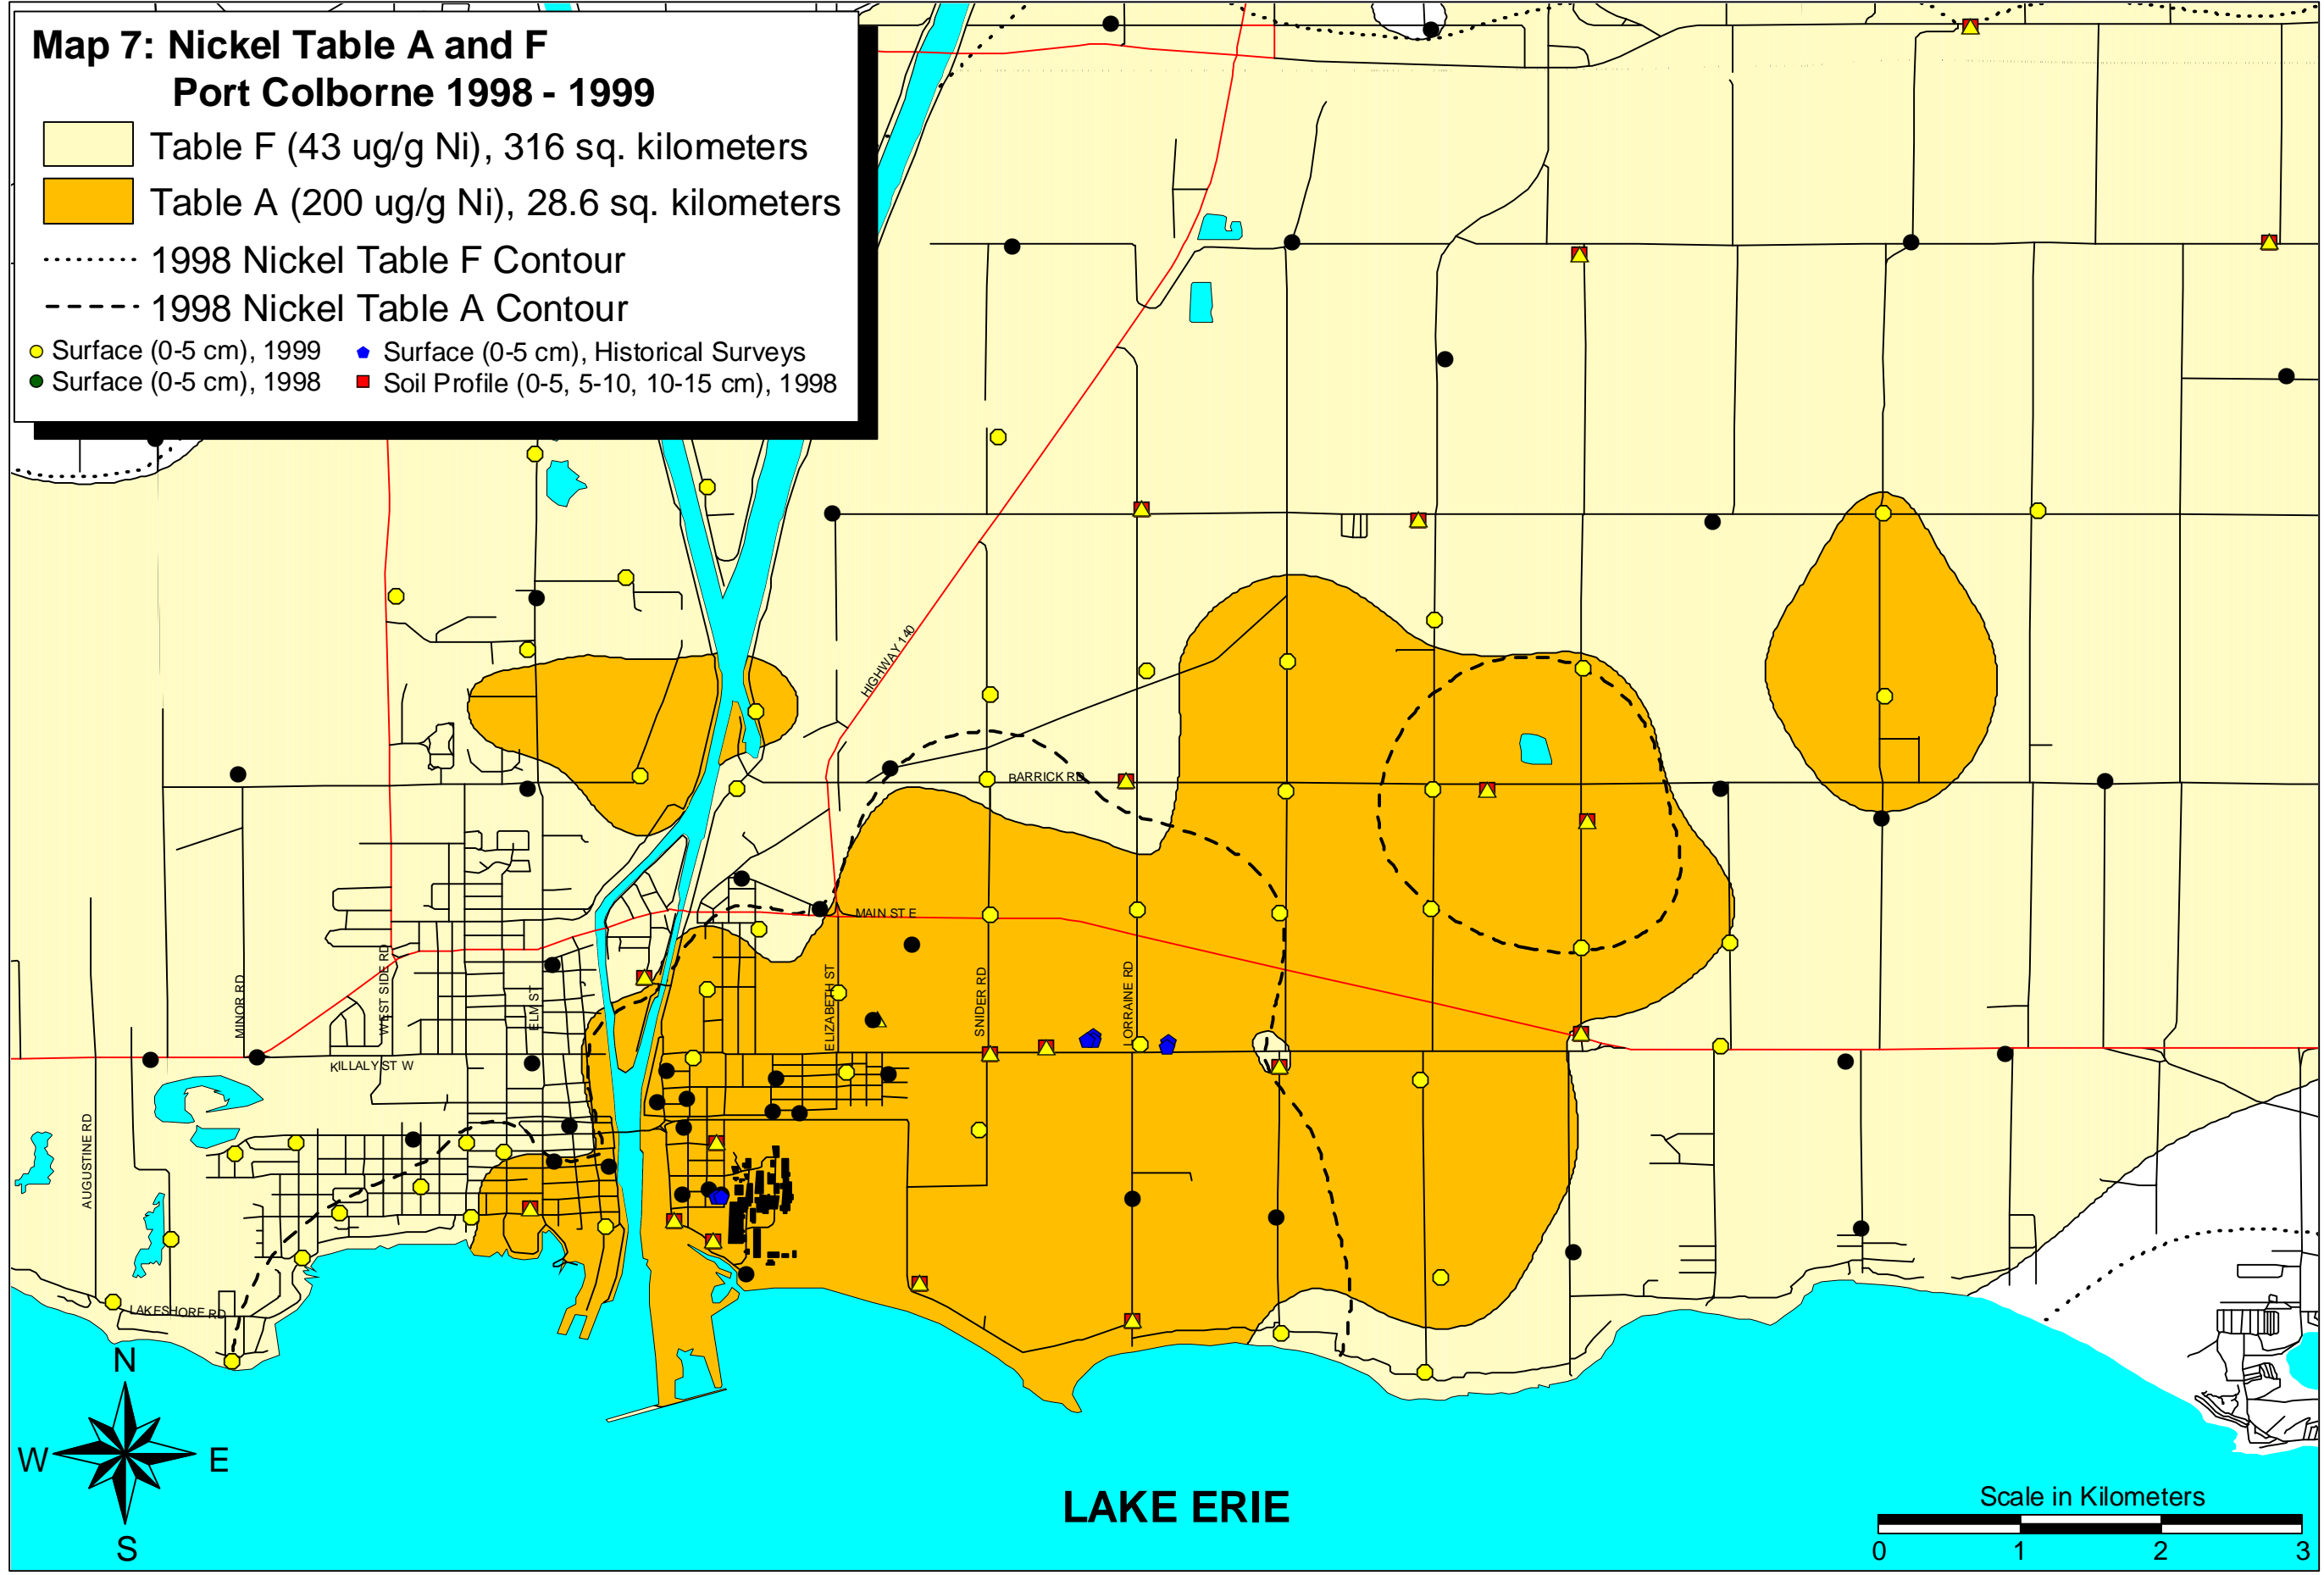 Map 7: Nickel Table A and F
Port Colborne 1998 - 1999
Table F (43 ug/g Ni), 316 sq. kilometers
Table A (200 ug/g Ni), 28.6 sq. kilometers
1998 Nickel Table F Contour
1998 Nickel Table A Contour
Surface (0-5 cm), 1999
Surface (0-5 cm), Historical Surveys
Surface (0-5 cm), 1998
Soil Profile (0-5, 5-10, 10-15 cm), 1998
HIGHWAY 140
BARRICK RD
MAIN ST E
MINOR RD
WEST SIDE RD
ELM ST
ELIZABETH ST
SNIDER RD
LORRAINE RD
KILLALY ST W
AUGUSTINE RD
LAKESHORE RD
N
W
E
S
LAKE ERIE
Scale in Kilometers
0 1 2 3